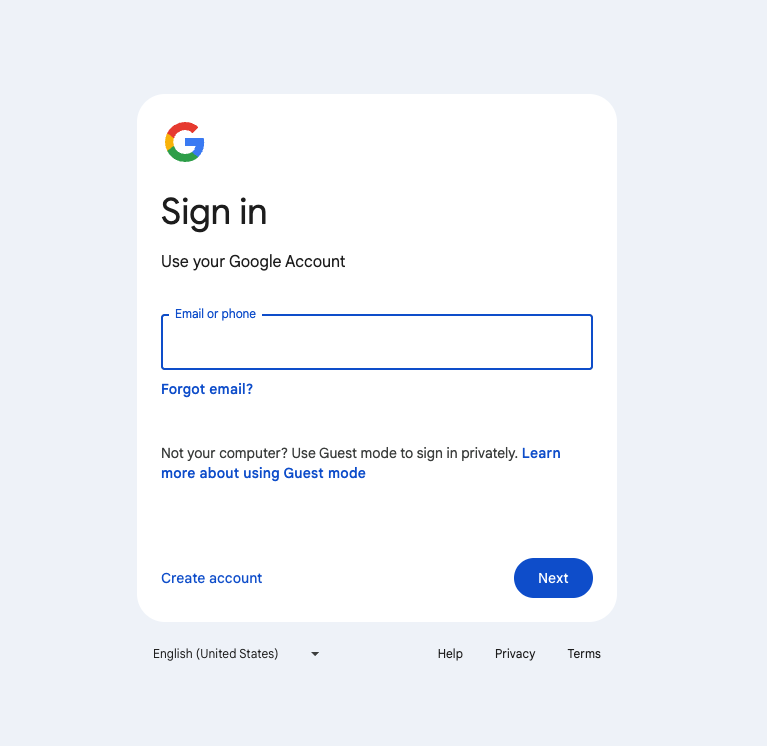 Sign in
Use your Google Account
Email or phone
Forgot email?
Not your computer? Use Guest mode to sign in privately. Learn
more about using Guest mode
Create account
Next
English (United States)
Help
Privacy
Terms